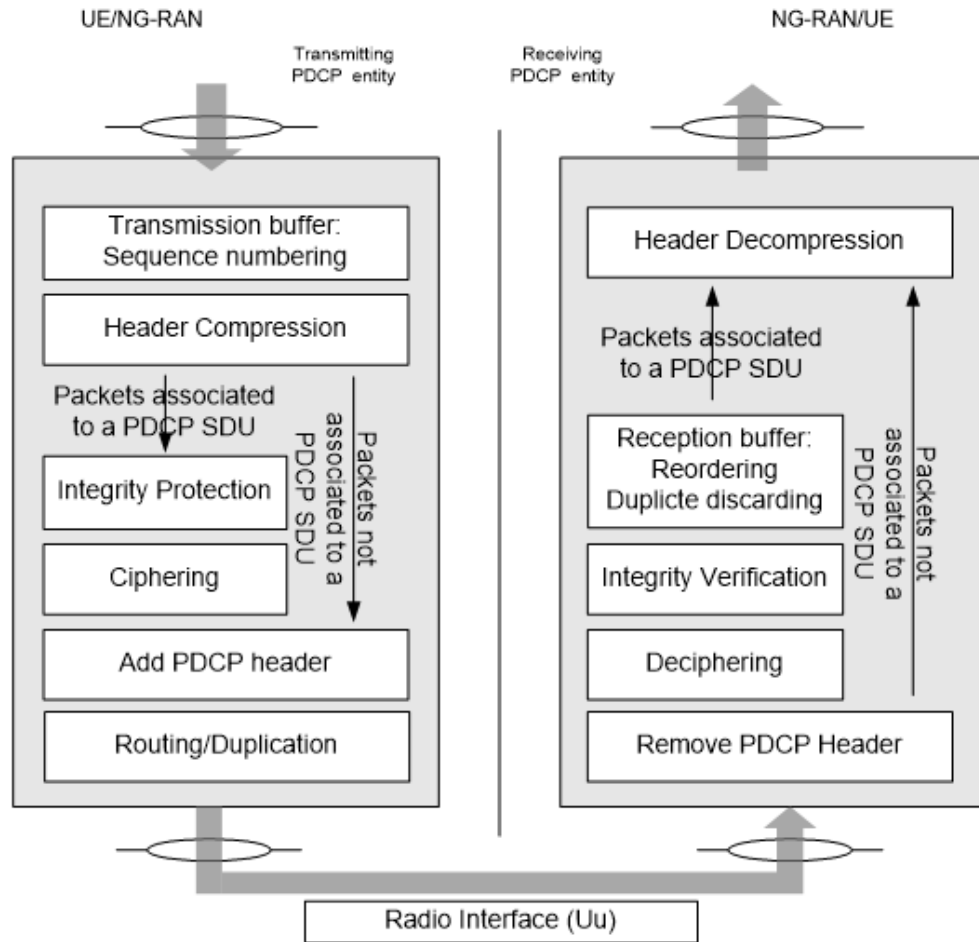 UE/NG-RAN
NG-RAN/UE
Transmitting
PDCP entity
Receiving
PDCP entity
Transmission buffer:
Sequence numbering
Header Compression
Packets associated
to a PDCP SDU
Packets not
associated to a
PDCP SDU
Integrity Protection
Ciphering
Add PDCP header
Routing/Duplication
Header Decompression
Packets associated
to a PDCP SDU
Reception buffer:
Reordering
Duplicte discarding
Packets not
associated to a
PDCP SDU
Integrity Verification
Deciphering
Remove PDCP Header
Radio Interface (Uu)